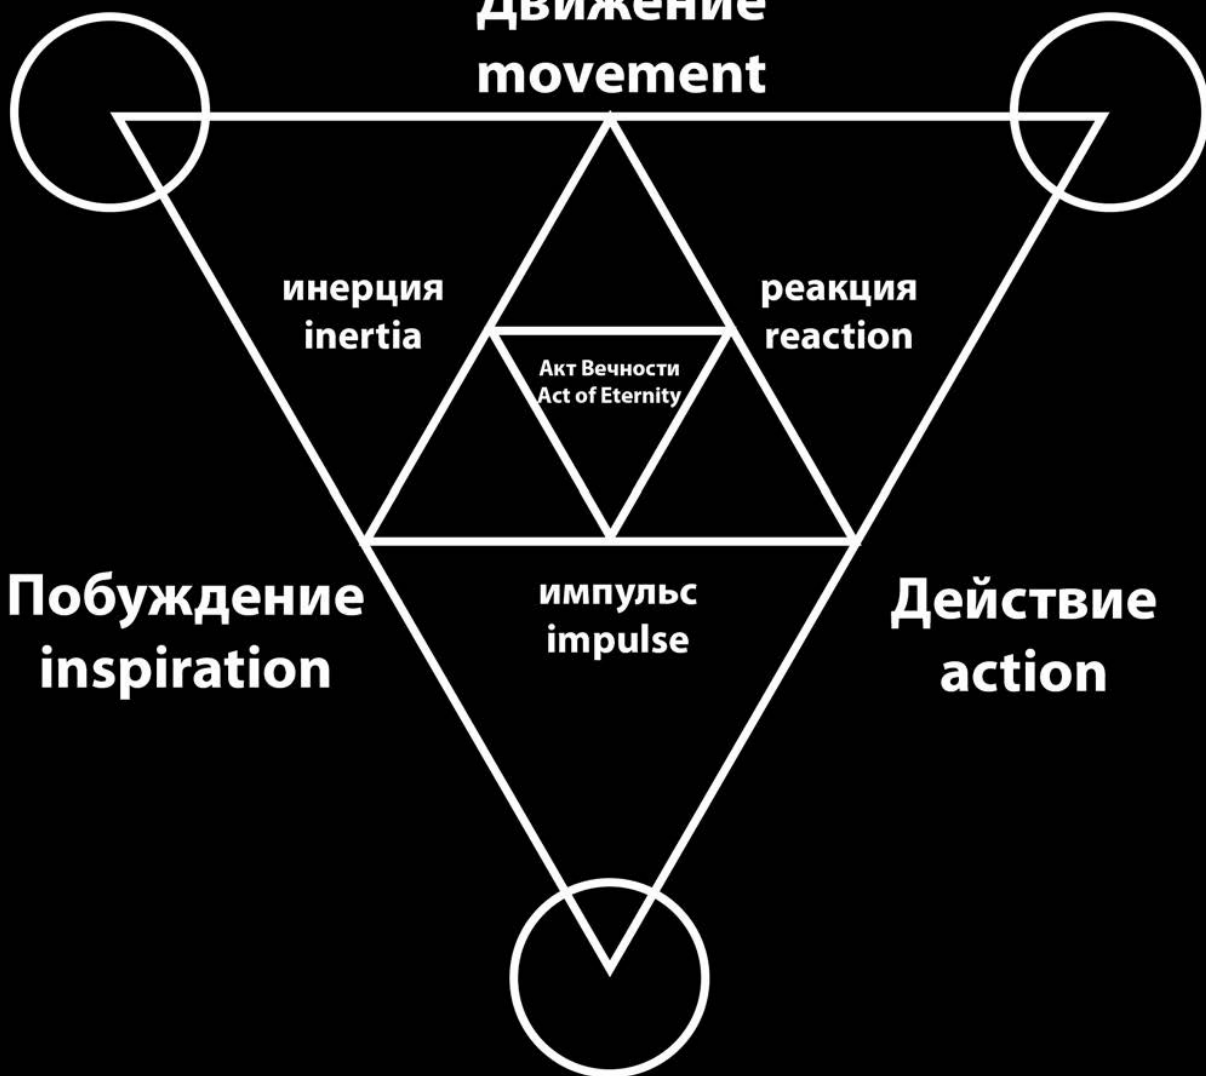 Движение
movement
инерция
inertia
реакция
reaction
Акт Вечности
Act of Eternity
Побуждение
inspiration
импульс
impulse
Действие
action